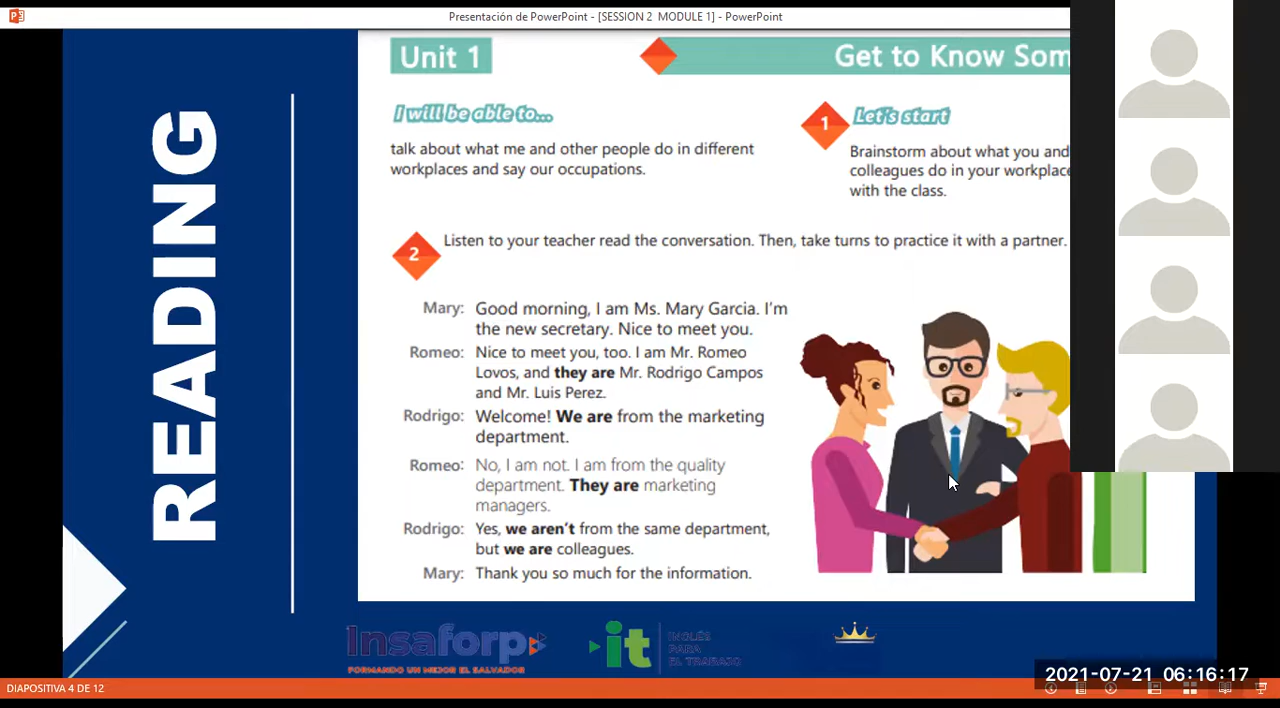 Presentación de PowerPoint - [SESSION 2 MODULE 1] - PowerPoint
READING
Unit 1
Get to Know Som
I will be able to...
talk about what me and other people do in different
workplaces and say our occupations.
1
Let's start
Brainstorm about what you and
colleagues do in your workplace
with the class.
2
Listen to your teacher read the conversation. Then, take turns to practice it with a partner.
Mary: Good morning, I am Ms. Mary Garcia. I'm
the new secretary. Nice to meet you.
Romeo: Nice to meet you, too. I am Mr. Romeo
Lovos, and they are Mr. Rodrigo Campos
and Mr. Luis Perez.
Rodrigo: Welcome! We are from the marketing
department.
Romeo: No, I am not. I am from the quality
department. They are marketing
managers.
Rodrigo: Yes, we aren't from the same department,
but we are colleagues.
Mary: Thank you so much for the information.
Insaforp
FORMANDO UN MEJOR EL SALVADOR
it
INGLÉS
PARA
EL TRABAJO
2021-07-21 06:16:17
DIAPOSITIVA 4 DE 12